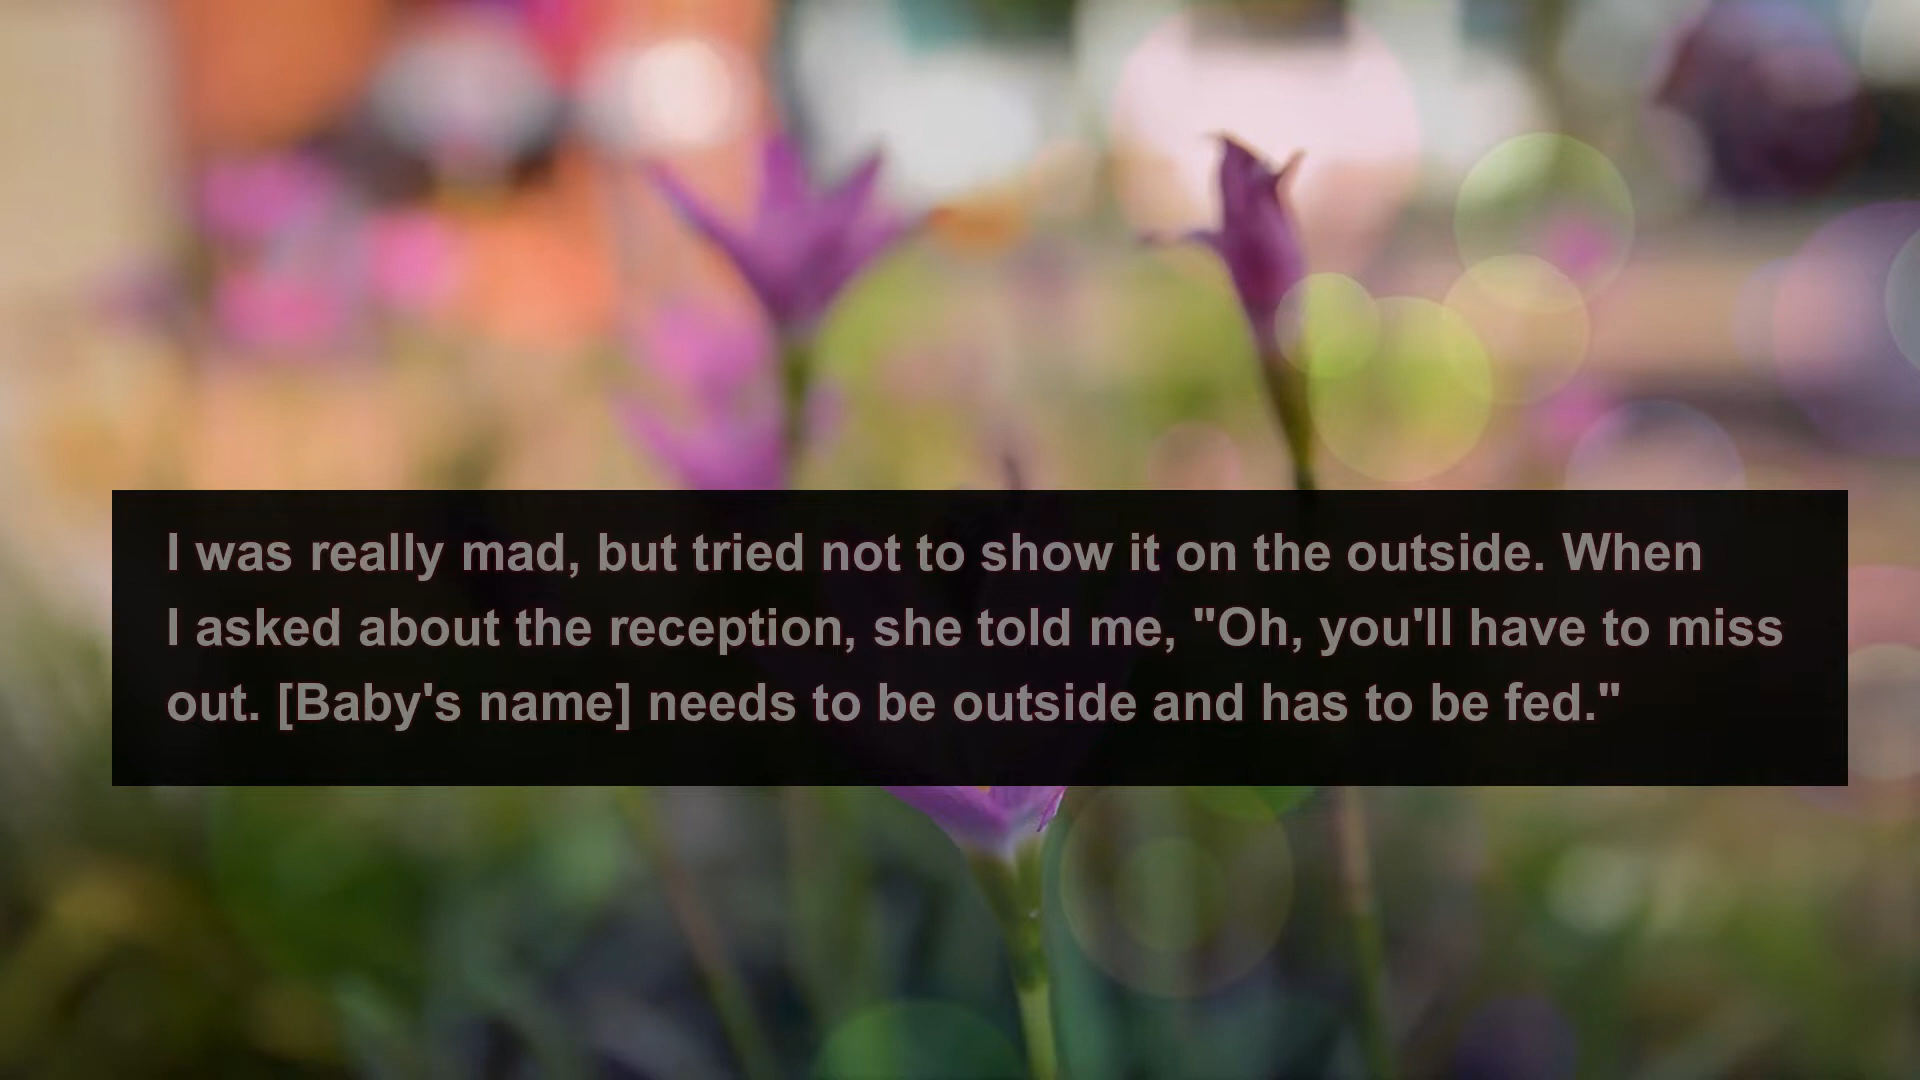 I was really mad, but tried not to show it on the outside. When
I asked about the reception, she told me, "Oh, you'll have to miss
out. [Baby's name] needs to be outside and has to be fed."